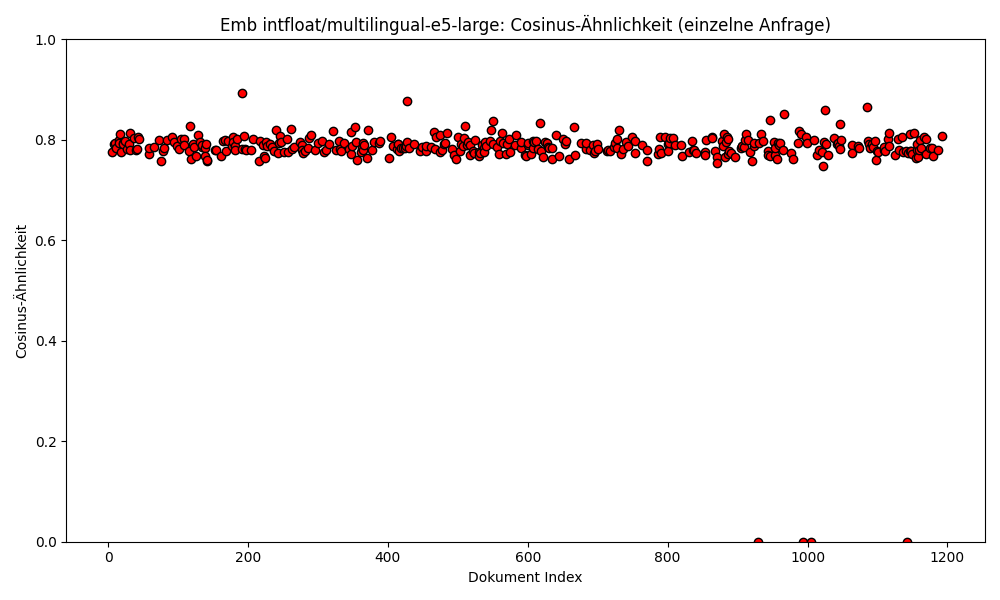 Emb intfloat/multilingual-e5-large: Cosinus-Ähnlichkeit (einzelne Anfrage)
Cosinus-Ähnlichkeit
1.0
0.8
0.6
0.4
0.2
0.0
0 200 400 600 800 1000 1200
Dokument Index